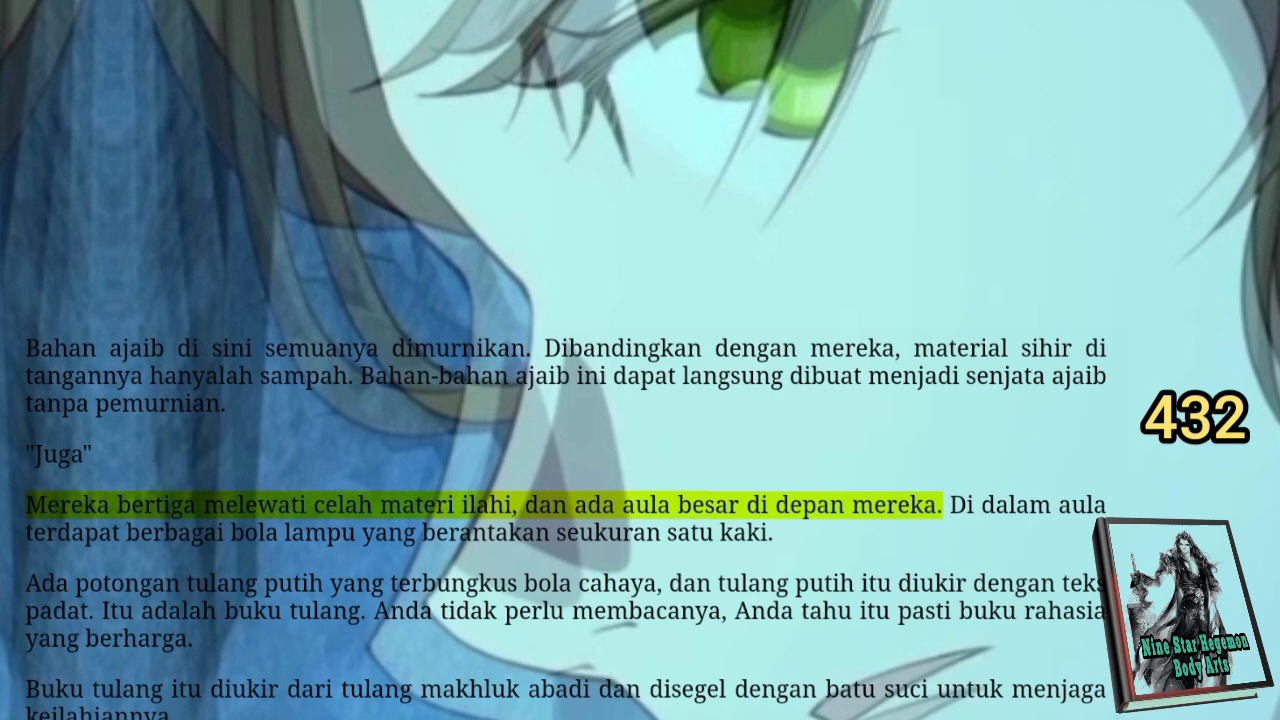 Bahan ajaib di sini semuanya dimurnikan. Dibandingkan dengan mereka, material sihir di
tangannya hanyalah sampah. Bahan-bahan ajaib ini dapat langsung dibuat menjadi senjata ajaib
tanpa pemurnian.
"Juga"
Mereka bertiga melewati celah materi ilahi, dan ada aula besar di depan mereka. Di dalam aula
terdapat berbagai bola lampu yang berantakan seukuran satu kaki.
Ada potongan tulang putih yang terbungkus bola cahaya, dan tulang putih itu diukir dengan teks
padat. Itu adalah buku tulang. Anda tidak perlu membacanya, Anda tahu itu pasti buku rahasia
yang berharga.
Buku tulang itu diukir dari tulang makhluk abadi dan disegel dengan batu suci untuk menjaga
keilahiannya.
432
Nine Star Hegemon
Body Arts